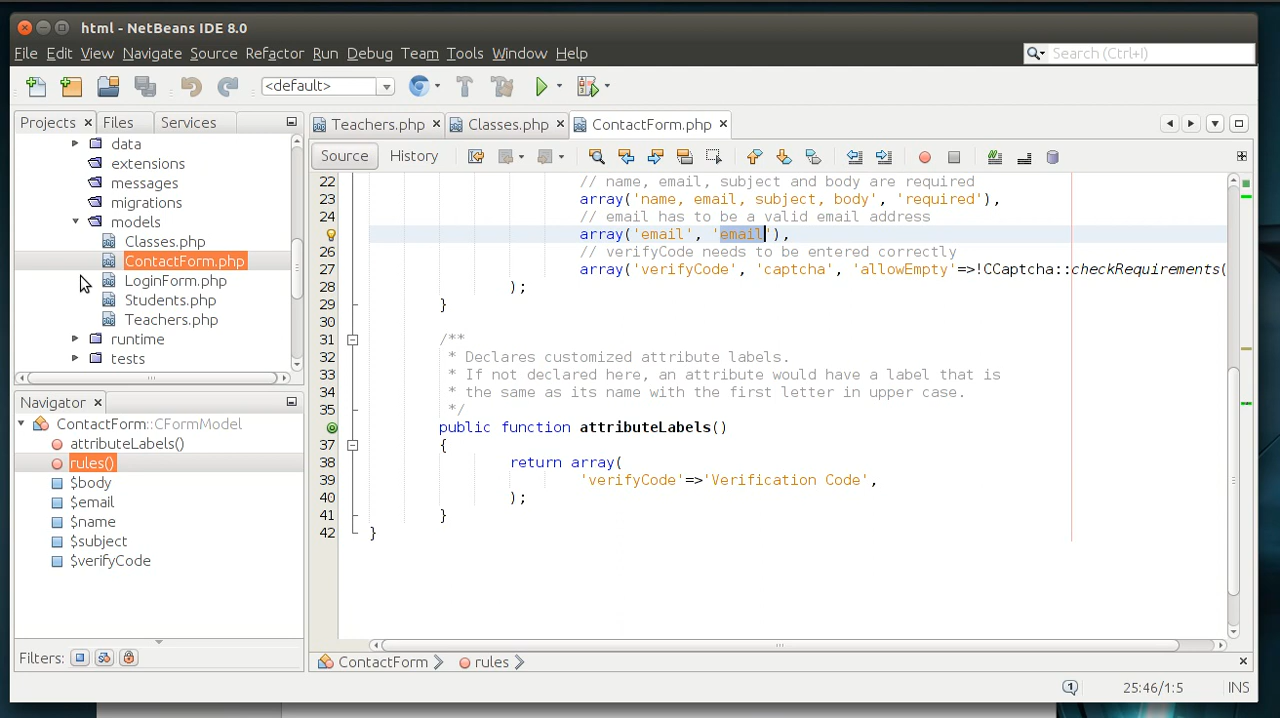 html - NetBeans IDE 8.0
File Edit View Navigate Source Refactor Run Debug Team Tools Window Help
Search (Ctrl+I)
<default>
Projects Files Services
data
extensions
messages
migrations
models
Classes.php
ContactForm.php
LoginForm.php
Students.php
Teachers.php
runtime
tests
Navigator
ContactForm::CFormModel
attributeLabels()
rules()
$body
$email
$name
$subject
$verifyCode
Filters:
Teachers.php Classes.php ContactForm.php
Source History
22 // name, email, subject and body are required
23 array('name, email, subject, body', 'required'),
24 // email has to be a valid email address
array('email', 'email'),
26 // verifyCode needs to be entered correctly
27 array('verifyCode', 'captcha', 'allowEmpty'=>!CCaptcha::checkRequirements(
28 );
29 }
30
31 /**
32 * Declares customized attribute labels.
33 * If not declared here, an attribute would have a label that is
34 * the same as its name with the first letter in upper case.
35 */
public function attributeLabels()
37 {
38 return array(
39 'verifyCode'=>'Verification Code',
40 );
41 }
42 }
ContactForm rules
1 25:46/1:5 INS